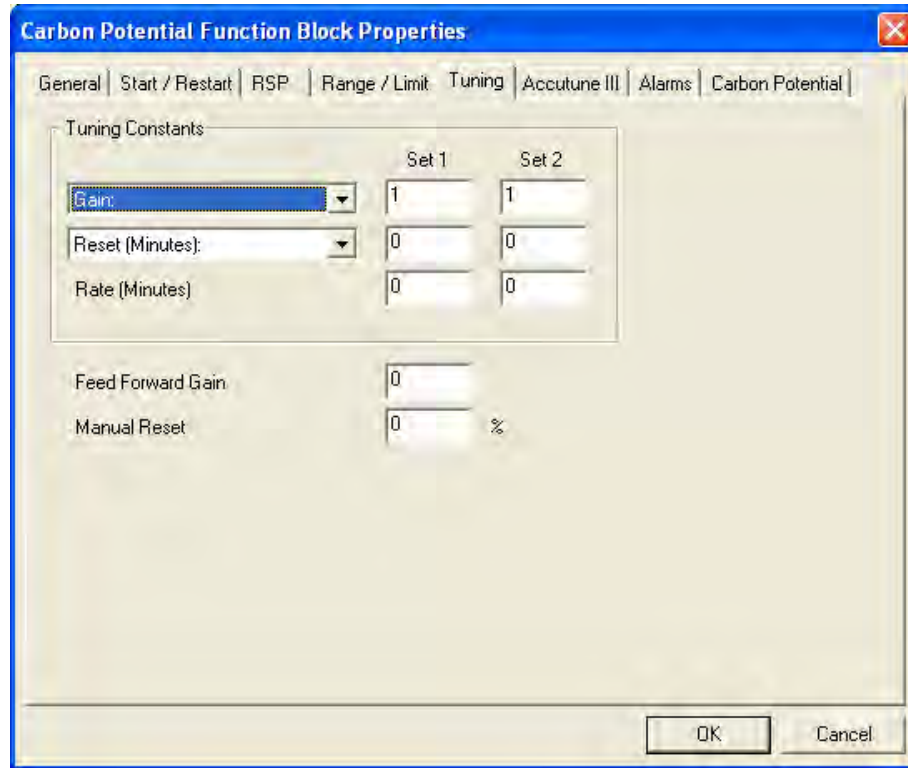 Carbon Potential Function Block Properties
General Start / Restart RSP Range / Limit Tuning Accutune III Alarms Carbon Potential
Tuning Constants
Set 1 Set 2
Gain: 1 1
Reset (Minutes): 0 0
Rate (Minutes) 0 0
Feed Forward Gain 0
Manual Reset 0 %
OK Cancel